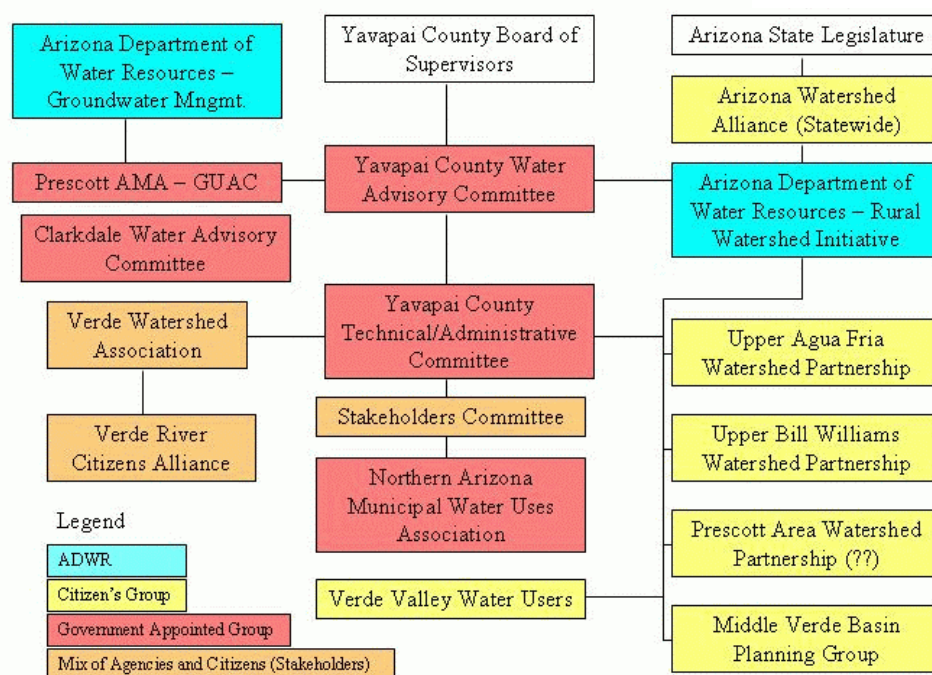 Arizona Department of
Water Resources –
Groundwater Mngmt.
Yavapai County Board of
Supervisors
Arizona State Legislature
Arizona Watershed
Alliance (Statewide)
Prescott AMA – GUAC
Yavapai County Water
Advisory Committee
Arizona Department of
Water Resources – Rural
Watershed Initiative
Clarkdale Water Advisory
Committee
Verde Watershed
Association
Yavapai County
Technical/Administrative
Committee
Upper Agua Fria
Watershed Partnership
Verde River
Citizens Alliance
Stakeholders Committee
Upper Bill Williams
Watershed Partnership
Northern Arizona
Municipal Water Uses
Association
Prescott Area Watershed
Partnership (??)
Verde Valley Water Users
Middle Verde Basin
Planning Group
Legend
ADWR
Citizen's Group
Government Appointed Group
Mix of Agencies and Citizens (Stakeholders)